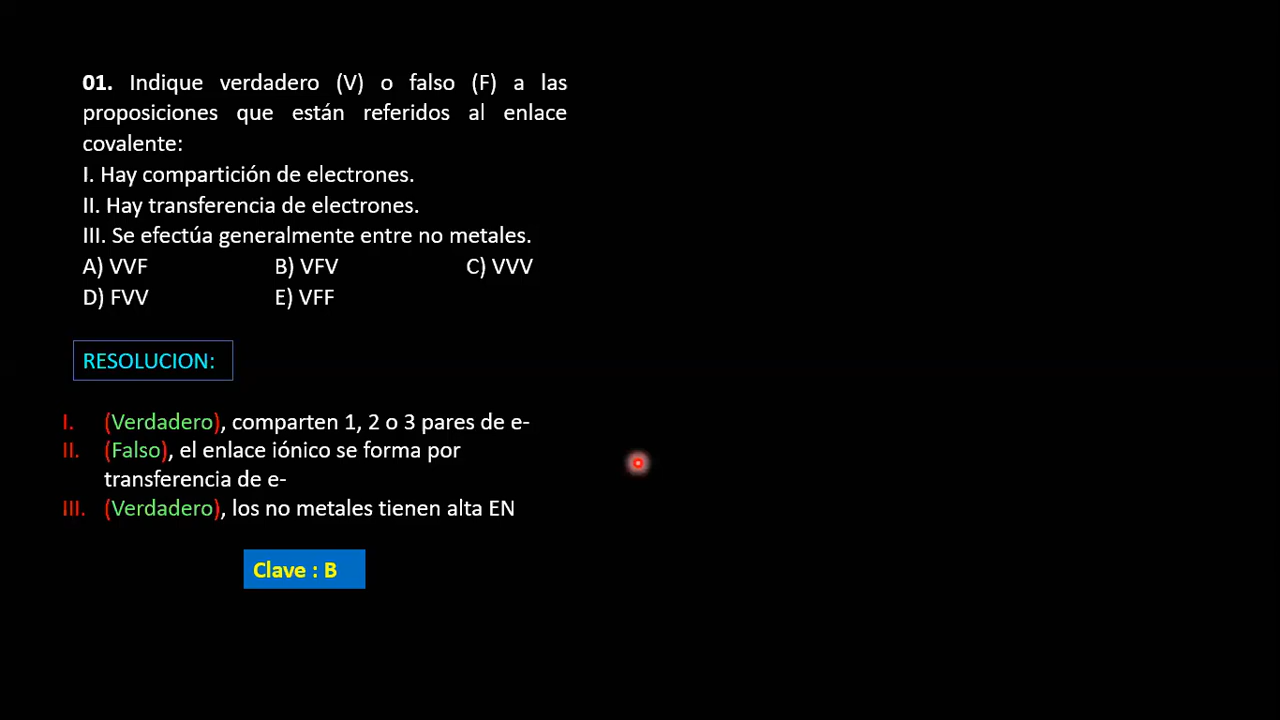 01. Indique verdadero (V) o falso (F) a las
proposiciones que están referidos al enlace
covalente:
I. Hay compartición de electrones.
II. Hay transferencia de electrones.
III. Se efectúa generalmente entre no metales.
A) VVF B) VFV C) VVV
D) FVV E) VFF
RESOLUCION:
I. (Verdadero), comparten 1, 2 o 3 pares de e-
II. (Falso), el enlace iónico se forma por
transferencia de e-
III. (Verdadero), los no metales tienen alta EN
Clave : B